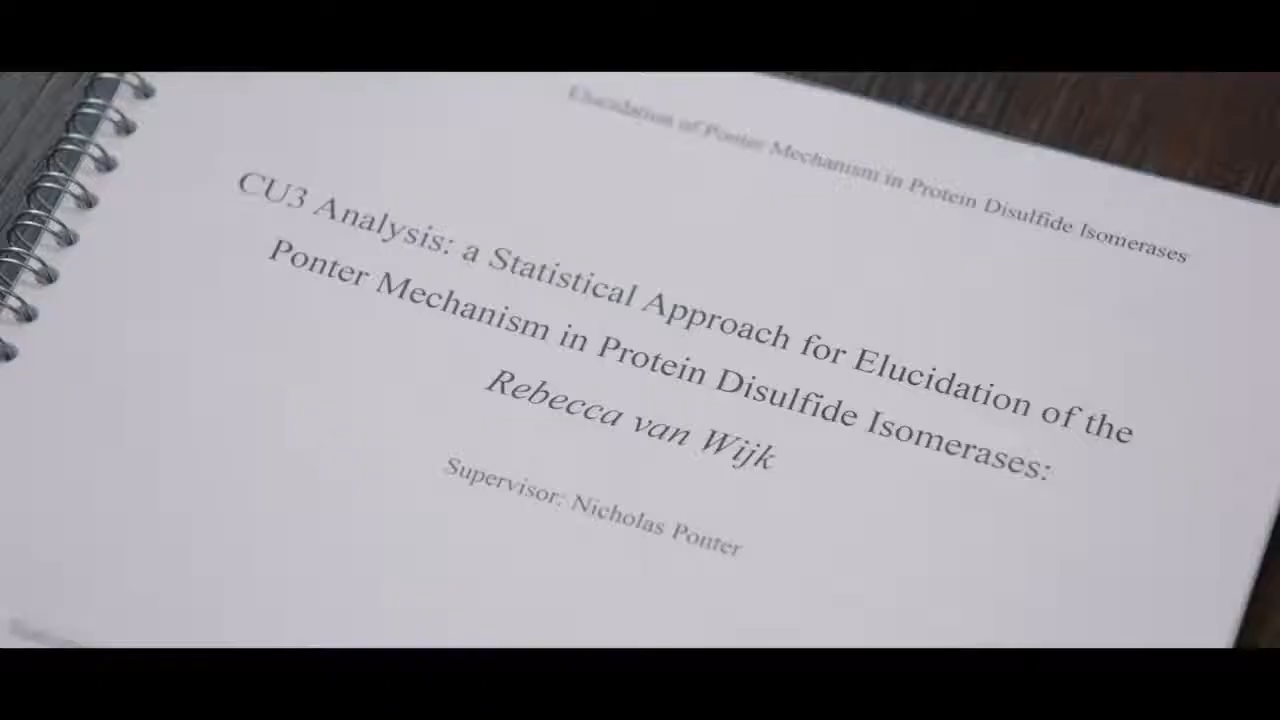 Elucidation of Ponter Mechanism in Protein Disulfide Isomerases
CU3 Analysis: a Statistical Approach for Elucidation of the
Ponter Mechanism in Protein Disulfide Isomerases:
Rebecca van Wijk
Supervisor: Nicholas Ponter